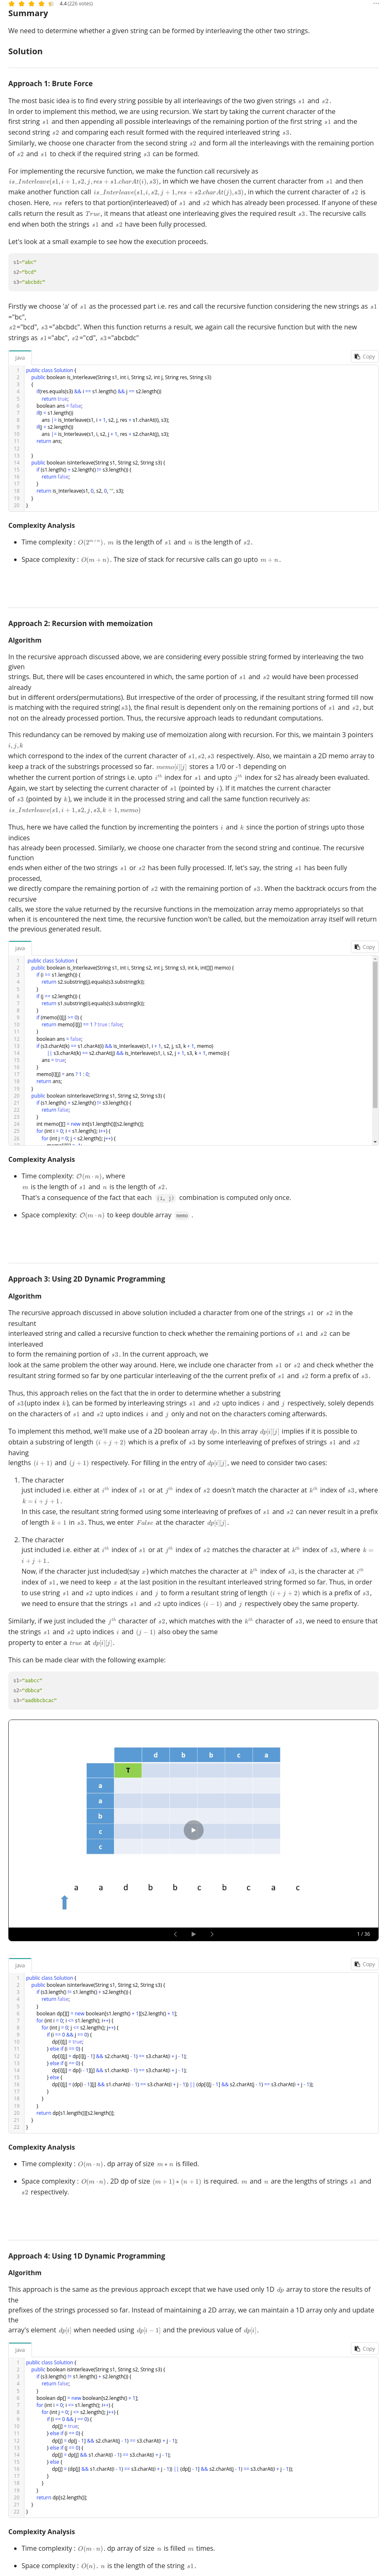 4.4 (226 votes)
Summary
We need to determine whether a given string can be formed by interleaving the other two strings.
Solution
Approach 1: Brute Force
The most basic idea is to find every string possible by all interleavings of the two given strings s1 and s2.
In order to implement this method, we are using recursion. We start by taking the current character of the
first string s1 and then appending all possible interleavings of the remaining portion of the first string s1 and the
second string s2 and comparing each result formed with the required interleaved string s3.
Similarly, we choose one character from the second string s2 and form all the interleavings with the remaining portion
of s2 and s1 to check if the required string s3 can be formed.
For implementing the recursive function, we make the function call recursively as
is_Interleave(s1, i + 1, s2, j, res + s1.charAt(i), s3), in which we have chosen the current character from s1 and then
make another function call is_Interleave(s1, i, s2, j + 1, res + s2.charAt(j), s3), in which the current character of s2 is
chosen. Here, res refers to that portion(interleaved) of s1 and s2 which has already been processed. If anyone of these
calls return the result as True, it means that atleast one interleaving gives the required result s3. The recursive calls
end when both the strings s1 and s2 have been fully processed.
Let's look at a small example to see how the execution proceeds.
s1="abc"
s2="bcd"
s3="abcbdc"
Firstly we choose 'a' of s1 as the processed part i.e. res and call the recursive function considering the new strings as s1
="bc",
s2="bcd", s3="abcbdc". When this function returns a result, we again call the recursive function but with the new
strings as s1="abc", s2="cd", s3="abcbdc"
Java
Copy
1 public class Solution {
2 public boolean is_Interleave(String s1, int i, String s2, int j, String res, String s3)
3 {
4 if(res.equals(s3) && i == s1.length() && j == s2.length())
5 return true;
6 boolean ans = false;
7 if(i < s1.length())
8 ans |= is_Interleave(s1, i + 1, s2, j, res + s1.charAt(i), s3);
9 if(j < s2.length())
10 ans |= is_Interleave(s1, i, s2, j + 1, res + s2.charAt(j), s3);
11 return ans;
12
13 }
14 public boolean isInterleave(String s1, String s2, String s3) {
15 if (s1.length() + s2.length() != s3.length()) {
16 return false;
17 }
18 return is_Interleave(s1, 0, s2, 0, "", s3);
19 }
20 }
Complexity Analysis
• Time complexity : O(2^{m+n}). m is the length of s1 and n is the length of s2.
• Space complexity : O(m + n). The size of stack for recursive calls can go upto m + n.
Approach 2: Recursion with memoization
Algorithm
In the recursive approach discussed above, we are considering every possible string formed by interleaving the two
given
strings. But, there will be cases encountered in which, the same portion of s1 and s2 would have been processed
already
but in different orders(permutations). But irrespective of the order of processing, if the resultant string formed till now
is matching with the required string(s3), the final result is dependent only on the remaining portions of s1 and s2, but
not on the already processed portion. Thus, the recursive approach leads to redundant computations.
This redundancy can be removed by making use of memoization along with recursion. For this, we maintain 3 pointers
i, j, k
which correspond to the index of the current character of s1, s2, s3 respectively. Also, we maintain a 2D memo array to
keep a track of the substrings processed so far. memo[i][j] stores a 1/0 or -1 depending on
whether the current portion of strings i.e. upto i^{th} index for s1 and upto j^{th} index for s2 has already been evaluated.
Again, we start by selecting the current character of s1 (pointed by i). If it matches the current character
of s3 (pointed by k), we include it in the processed string and call the same function recurively as:
is_Interleave(s1, i + 1, s2, j, s3, k + 1, memo)
Thus, here we have called the function by incrementing the pointers i and k since the portion of strings upto those
indices
has already been processed. Similarly, we choose one character from the second string and continue. The recursive
function
ends when either of the two strings s1 or s2 has been fully processed. If, let's say, the string s1 has been fully
processed,
we directly compare the remaining portion of s2 with the remaining portion of s3. When the backtrack occurs from the
recursive
calls, we store the value returned by the recursive functions in the memoization array memo appropriatelys so that
when it is encountered the next time, the recursive function won't be called, but the memoization array itself will return
the previous generated result.
Java
Copy
1 public class Solution {
2 public boolean is_Interleave(String s1, int i, String s2, int j, String s3, int k, int[][] memo) {
3 if (i == s1.length()) {
4 return s2.substring(j).equals(s3.substring(k));
5 }
6 if (j == s2.length()) {
7 return s1.substring(i).equals(s3.substring(k));
8 }
9 if (memo[i][j] >= 0) {
10 return memo[i][j] == 1 ? true : false;
11 }
12 boolean ans = false;
13 if (s3.charAt(k) == s1.charAt(i) && is_Interleave(s1, i + 1, s2, j, s3, k + 1, memo)
14 || s3.charAt(k) == s2.charAt(j) && is_Interleave(s1, i, s2, j + 1, s3, k + 1, memo)) {
15 ans = true;
16 }
17 memo[i][j] = ans ? 1 : 0;
18 return ans;
19 }
20 public boolean isInterleave(String s1, String s2, String s3) {
21 if (s1.length() + s2.length() != s3.length()) {
22 return false;
23 }
24 int memo[][] = new int[s1.length()][s2.length()];
25 for (int i = 0; i < s1.length(); i++) {
26 for (int j = 0; j < s2.length(); j++) {
Complexity Analysis
• Time complexity: O(m · n), where
m is the length of s1 and n is the length of s2.
That's a consequence of the fact that each (i, j) combination is computed only once.
• Space complexity: O(m · n) to keep double array memo .
Approach 3: Using 2D Dynamic Programming
Algorithm
The recursive approach discussed in above solution included a character from one of the strings s1 or s2 in the
resultant
interleaved string and called a recursive function to check whether the remaining portions of s1 and s2 can be
interleaved
to form the remaining portion of s3. In the current approach, we
look at the same problem the other way around. Here, we include one character from s1 or s2 and check whether the
resultant string formed so far by one particular interleaving of the the current prefix of s1 and s2 form a prefix of s3.
Thus, this approach relies on the fact that the in order to determine whether a substring
of s3(upto index k), can be formed by interleaving strings s1 and s2 upto indices i and j respectively, solely depends
on the characters of s1 and s2 upto indices i and j only and not on the characters coming afterwards.
To implement this method, we'll make use of a 2D boolean array dp. In this array dp[i][j] implies if it is possible to
obtain a substring of length (i + j + 2) which is a prefix of s3 by some interleaving of prefixes of strings s1 and s2
having
lengths (i + 1) and (j + 1) respectively. For filling in the entry of dp[i][j], we need to consider two cases:
1. The character
just included i.e. either at i^{th} index of s1 or at j^{th} index of s2 doesn't match the character at k^{th} index of s3, where
k = i + j + 1.
In this case, the resultant string formed using some interleaving of prefixes of s1 and s2 can never result in a prefix
of length k + 1 in s3. Thus, we enter False at the character dp[i][j].
2. The character
just included i.e. either at i^{th} index of s1 or at j^{th} index of s2 matches the character at k^{th} index of s3, where k =
i + j + 1.
Now, if the character just included(say x) which matches the character at k^{th} index of s3, is the character at i^{th}
index of s1, we need to keep x at the last position in the resultant interleaved string formed so far. Thus, in order
to use string s1 and s2 upto indices i and j to form a resultant string of length (i + j + 2) which is a prefix of s3,
we need to ensure that the strings s1 and s2 upto indices (i − 1) and j respectively obey the same property.
Similarly, if we just included the j^{th} character of s2, which matches with the k^{th} character of s3, we need to ensure that
the strings s1 and s2 upto indices i and (j − 1) also obey the same
property to enter a true at dp[i][j].
This can be made clear with the following example:
s1="aabcc"
s2="dbbca"
s3="aadbbcbcac"
d b b c a
T
a
a
b
c
c
a a d b b c b c a c
1 / 36
Java
Copy
1 public class Solution {
2 public boolean isInterleave(String s1, String s2, String s3) {
3 if (s3.length() != s1.length() + s2.length()) {
4 return false;
5 }
6 boolean dp[][] = new boolean[s1.length() + 1][s2.length() + 1];
7 for (int i = 0; i <= s1.length(); i++) {
8 for (int j = 0; j <= s2.length(); j++) {
9 if (i == 0 && j == 0) {
10 dp[i][j] = true;
11 } else if (i == 0) {
12 dp[i][j] = dp[i][j - 1] && s2.charAt(j - 1) == s3.charAt(i + j - 1);
13 } else if (j == 0) {
14 dp[i][j] = dp[i - 1][j] && s1.charAt(i - 1) == s3.charAt(i + j - 1);
15 } else {
16 dp[i][j] = (dp[i - 1][j] && s1.charAt(i - 1) == s3.charAt(i + j - 1)) || (dp[i][j - 1] && s2.charAt(j - 1) == s3.charAt(i + j - 1));
17 }
18 }
19 }
20 return dp[s1.length()][s2.length()];
21 }
22 }
Complexity Analysis
• Time complexity : O(m · n). dp array of size m ∗ n is filled.
• Space complexity : O(m · n). 2D dp of size (m + 1) ∗ (n + 1) is required. m and n are the lengths of strings s1 and
s2 respectively.
Approach 4: Using 1D Dynamic Programming
Algorithm
This approach is the same as the previous approach except that we have used only 1D dp array to store the results of
the
prefixes of the strings processed so far. Instead of maintaining a 2D array, we can maintain a 1D array only and update
the
array's element dp[i] when needed using dp[i − 1] and the previous value of dp[i].
Java
Copy
1 public class Solution {
2 public boolean isInterleave(String s1, String s2, String s3) {
3 if (s3.length() != s1.length() + s2.length()) {
4 return false;
5 }
6 boolean dp[] = new boolean[s2.length() + 1];
7 for (int i = 0; i <= s1.length(); i++) {
8 for (int j = 0; j <= s2.length(); j++) {
9 if (i == 0 && j == 0) {
10 dp[j] = true;
11 } else if (i == 0) {
12 dp[j] = dp[j - 1] && s2.charAt(j - 1) == s3.charAt(i + j - 1);
13 } else if (j == 0) {
14 dp[j] = dp[j] && s1.charAt(i - 1) == s3.charAt(i + j - 1);
15 } else {
16 dp[j] = (dp[j] && s1.charAt(i - 1) == s3.charAt(i + j - 1)) || (dp[j - 1] && s2.charAt(j - 1) == s3.charAt(i + j - 1));
17 }
18 }
19 }
20 return dp[s2.length()];
21 }
22 }
Complexity Analysis
• Time complexity : O(m · n). dp array of size n is filled m times.
• Space complexity : O(n). n is the length of the string s1.